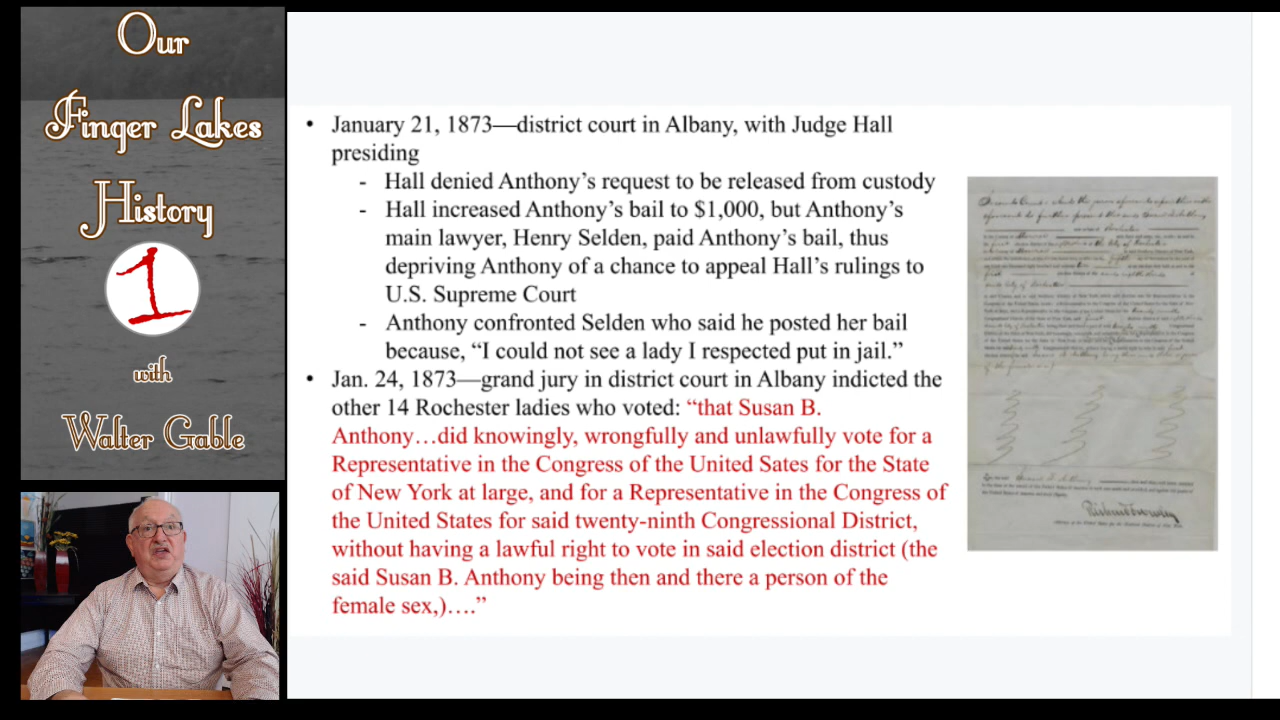 Our
Finger Lakes
History
1
with
Walter Gable
• January 21, 1873—district court in Albany, with Judge Hall
presiding
- Hall denied Anthony’s request to be released from custody
- Hall increased Anthony’s bail to $1,000, but Anthony’s
main lawyer, Henry Selden, paid Anthony’s bail, thus
depriving Anthony of a chance to appeal Hall’s rulings to
U.S. Supreme Court
- Anthony confronted Selden who said he posted her bail
because, “I could not see a lady I respected put in jail.”
• Jan. 24, 1873—grand jury in district court in Albany indicted the
other 14 Rochester ladies who voted: “that Susan B.
Anthony…did knowingly, wrongfully and unlawfully vote for a
Representative in the Congress of the United Sates for the State
of New York at large, and for a Representative in the Congress of
the United States for said twenty-ninth Congressional District,
without having a lawful right to vote in said election district (the
said Susan B. Anthony being then and there a person of the
female sex,)….”